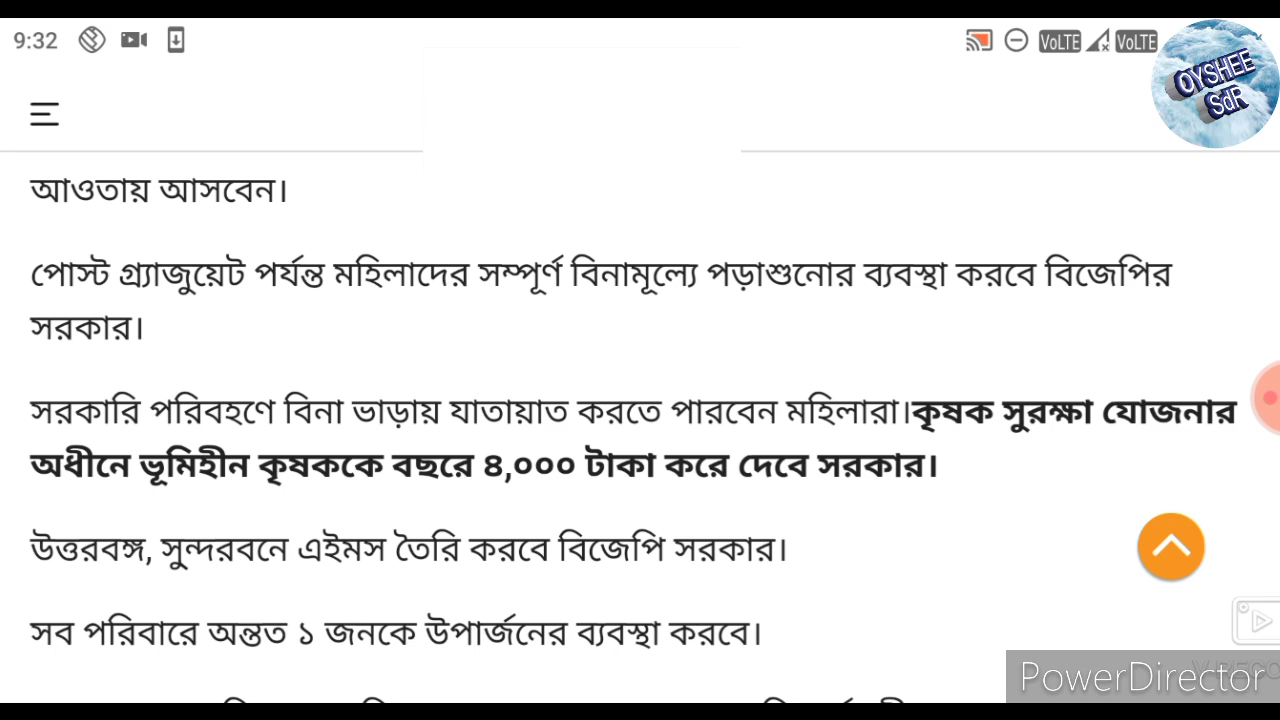 9:32
VoLTE VoLTE
OYSHEE
SdR
আওতায় আসবেন।
পোস্ট গ্র্যাজুয়েট পর্যন্ত মহিলাদের সম্পূর্ণ বিনামূল্যে পড়াশুনোর ব্যবস্থা করবে বিজেপির
সরকার।
সরকারি পরিবহণে বিনা ভাড়ায় যাতায়াত করতে পারবেন মহিলারা।কৃষক সুরক্ষা যোজনার
অধীনে ভূমিহীন কৃষককে বছরে ৪,০০০ টাকা করে দেবে সরকার।
উত্তরবঙ্গ, সুন্দরবনে এইমস তৈরি করবে বিজেপি সরকার।
সব পরিবারে অন্তত ১ জনকে উপার্জনের ব্যবস্থা করবে।
PowerDirector